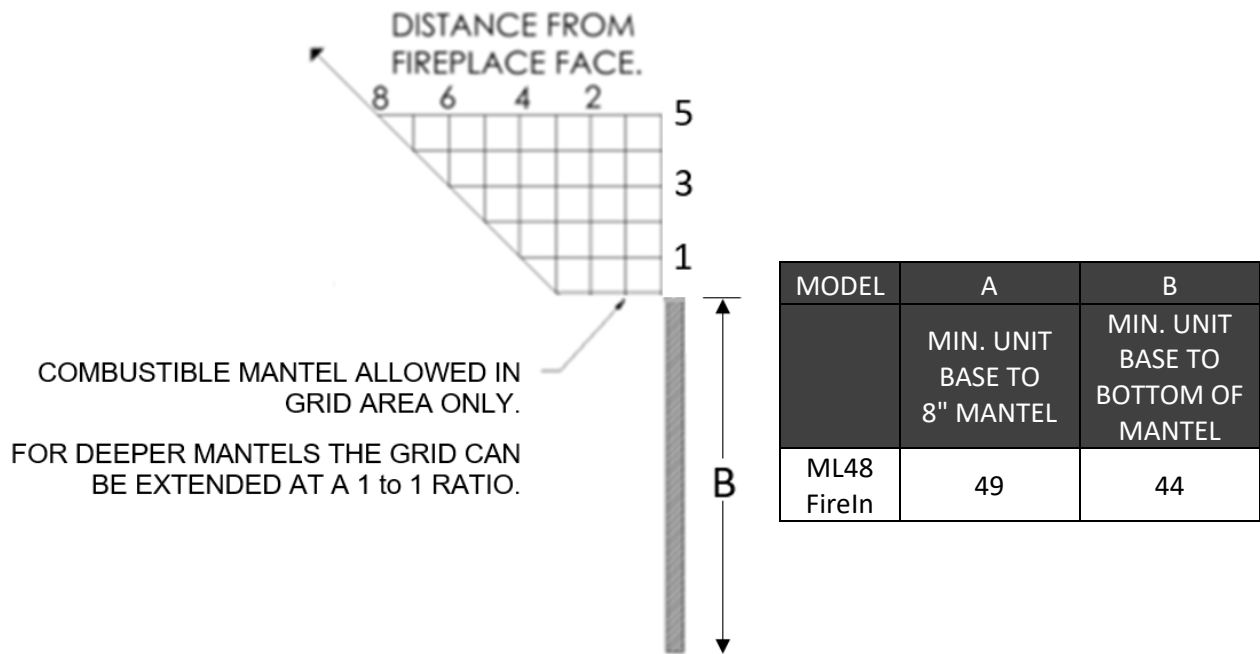 DISTANCE FROM
FIREPLACE FACE.
8 6 4 2
5
3
1
COMBUSTIBLE MANTEL ALLOWED IN
GRID AREA ONLY.
FOR DEEPER MANTELS THE GRID CAN
BE EXTENDED AT A 1 to 1 RATIO.
B
MODEL A B
MIN. UNIT
BASE TO
8" MANTEL
MIN. UNIT
BASE TO
BOTTOM OF
MANTEL
ML48
FireIn
49 44